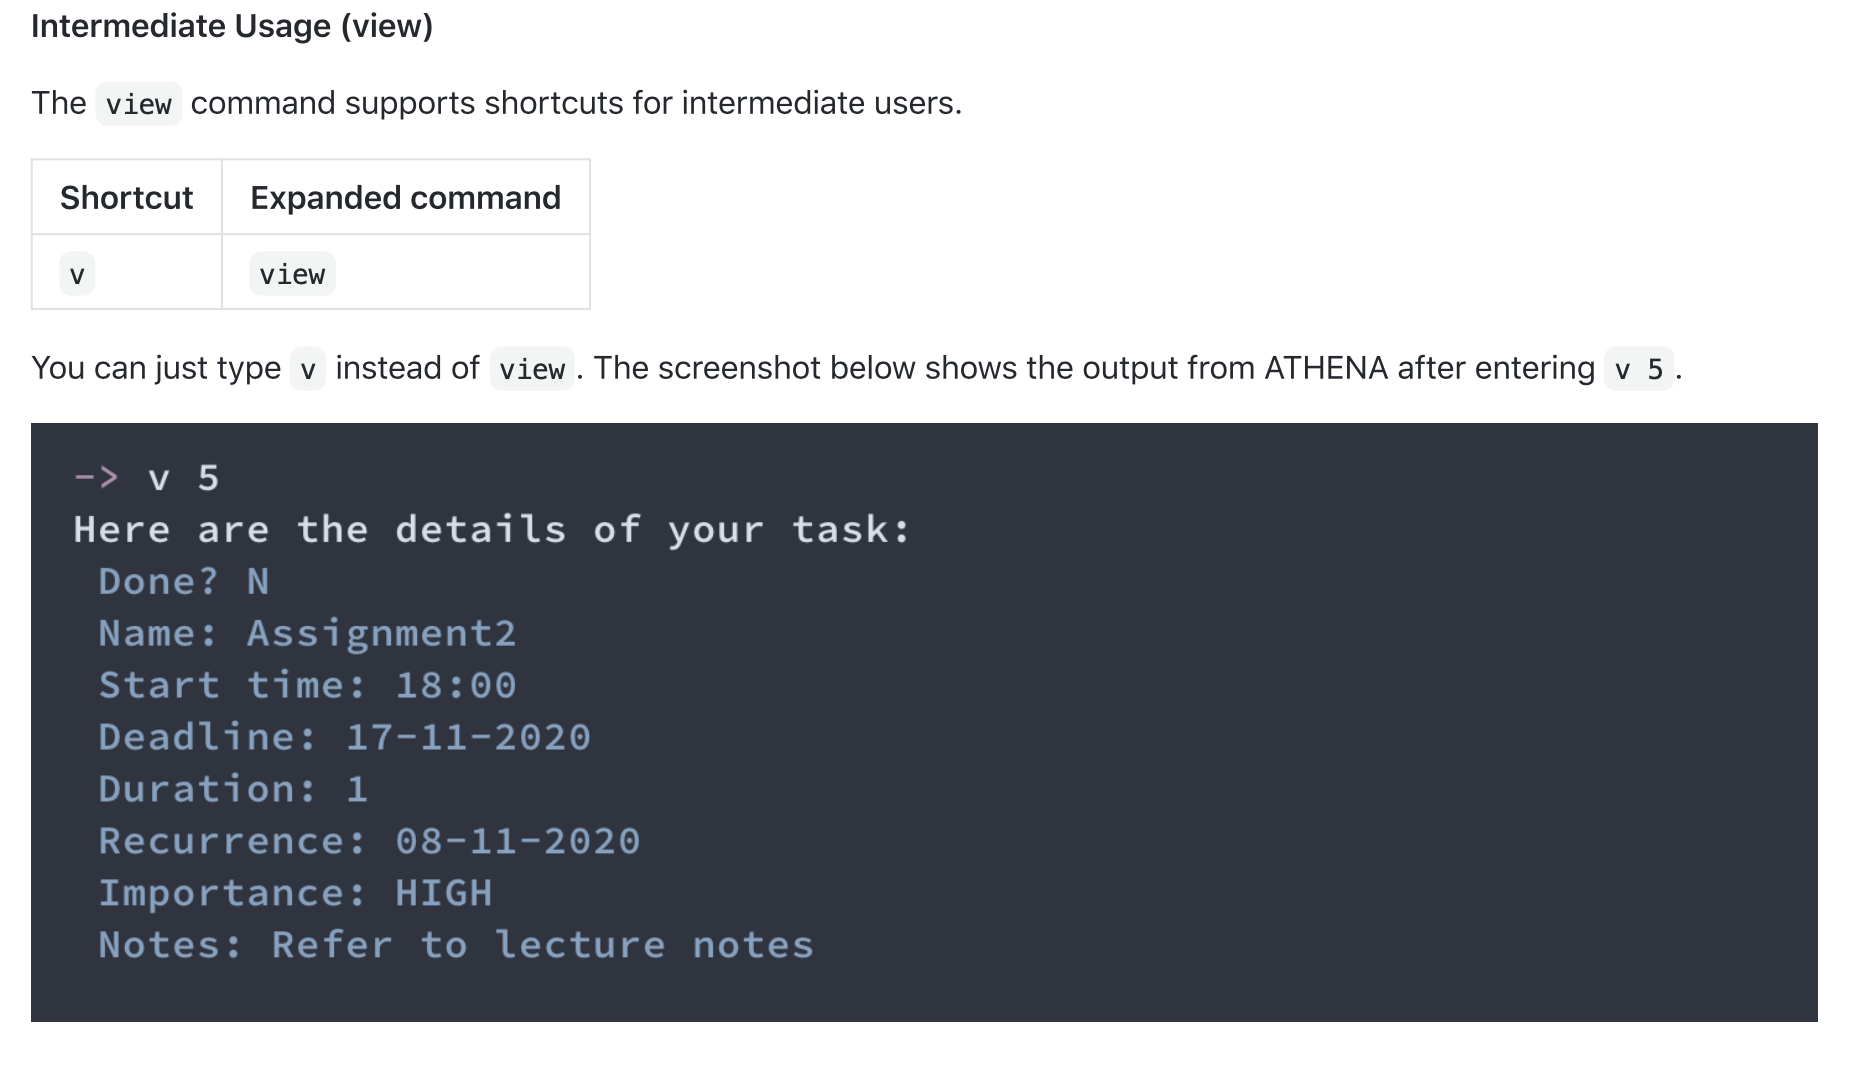 Intermediate Usage (view)
The view command supports shortcuts for intermediate users.
Shortcut Expanded command
v view
You can just type v instead of view. The screenshot below shows the output from ATHENA after entering v 5.
-> v 5
Here are the details of your task:
Done? N
Name: Assignment2
Start time: 18:00
Deadline: 17-11-2020
Duration: 1
Recurrence: 08-11-2020
Importance: HIGH
Notes: Refer to lecture notes